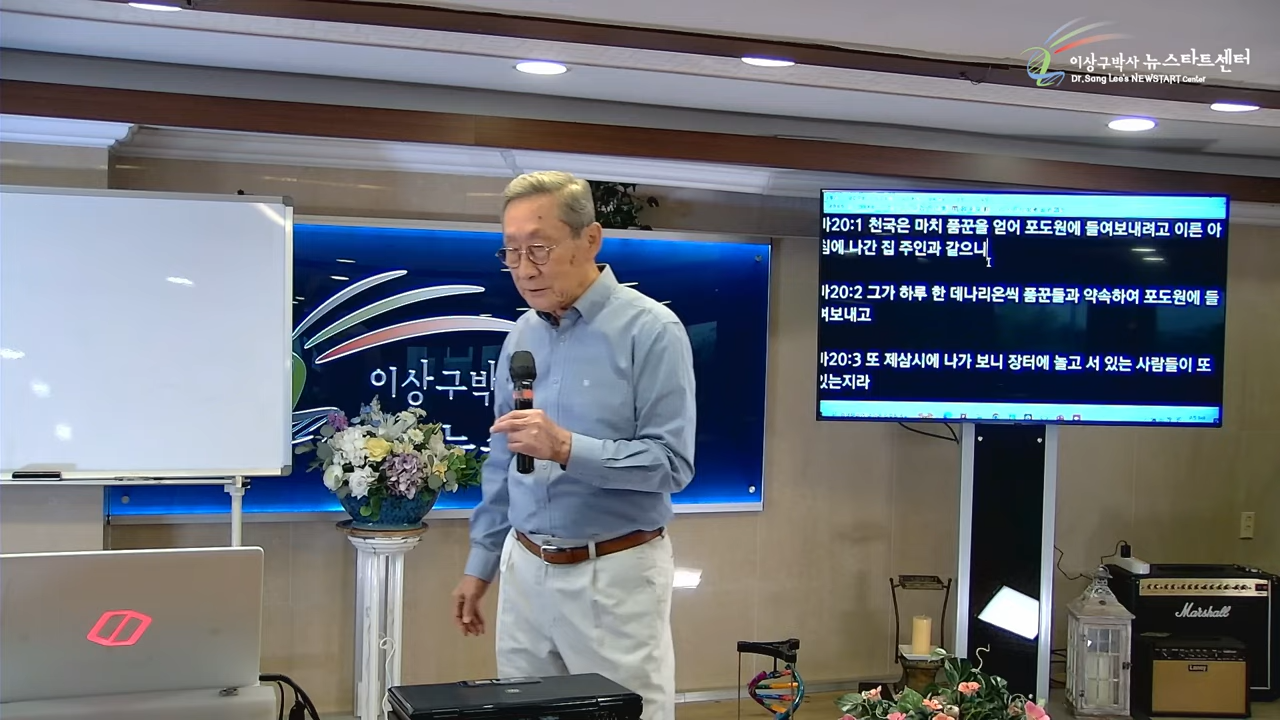 이상구박사 뉴스타트센터
Dr. Sang Lee's NEWSTART Center
마20:1 천국은 마치 품꾼을 얻어 포도원에 들여보내려고 이른 아
침에 나간 집 주인과 같으니
마20:2 그가 하루 한 데나리온씩 품꾼들과 약속하여 포도원에 들
여보내고
마20:3 또 제삼시에 나가 보니 장터에 놀고 서 있는 사람들이 또
있는지라
이상구박
Marshall
Laney